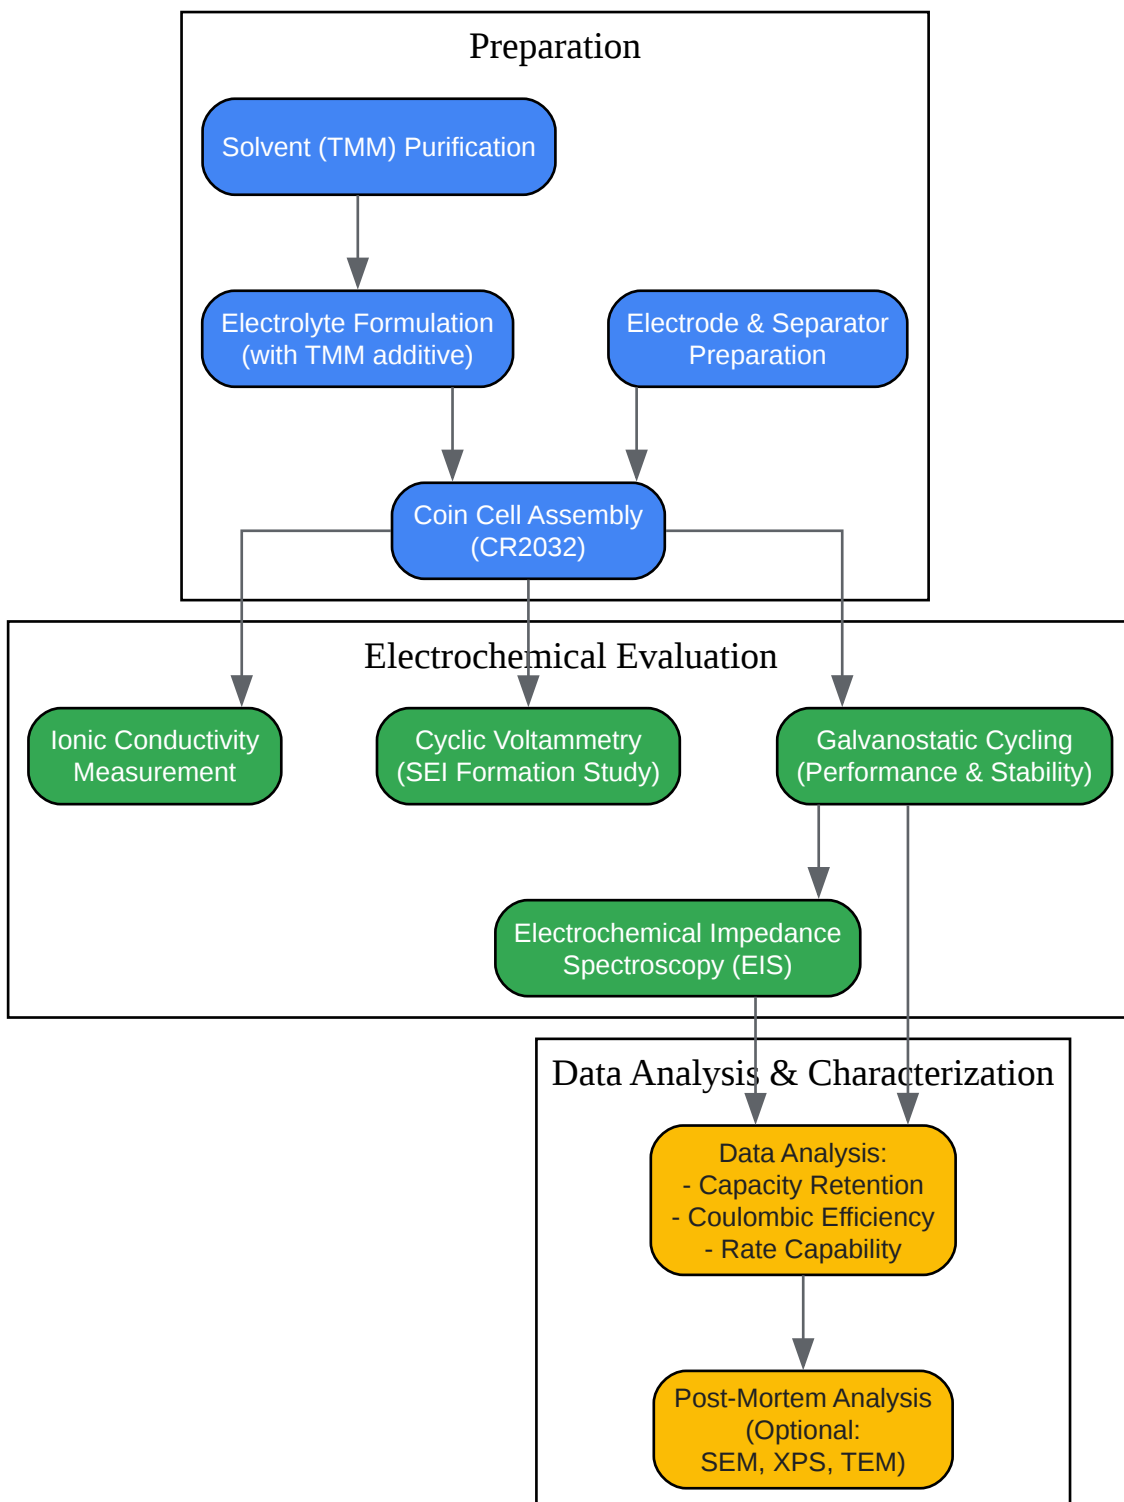 Preparation
Solvent (TMM) Purification
Electrolyte Formulation
(with TMM additive)
Electrode & Separator
Preparation
Coin Cell Assembly
(CR2032)
Electrochemical Evaluation
Ionic Conductivity
Measurement
Cyclic Voltammetry
(SEI Formation Study)
Galvanostatic Cycling
(Performance & Stability)
Electrochemical Impedance
Spectroscopy (EIS)
Data Analysis & Characterization
Data Analysis:
- Capacity Retention
- Coulombic Efficiency
- Rate Capability
Post-Mortem Analysis
(Optional:
SEM, XPS, TEM)